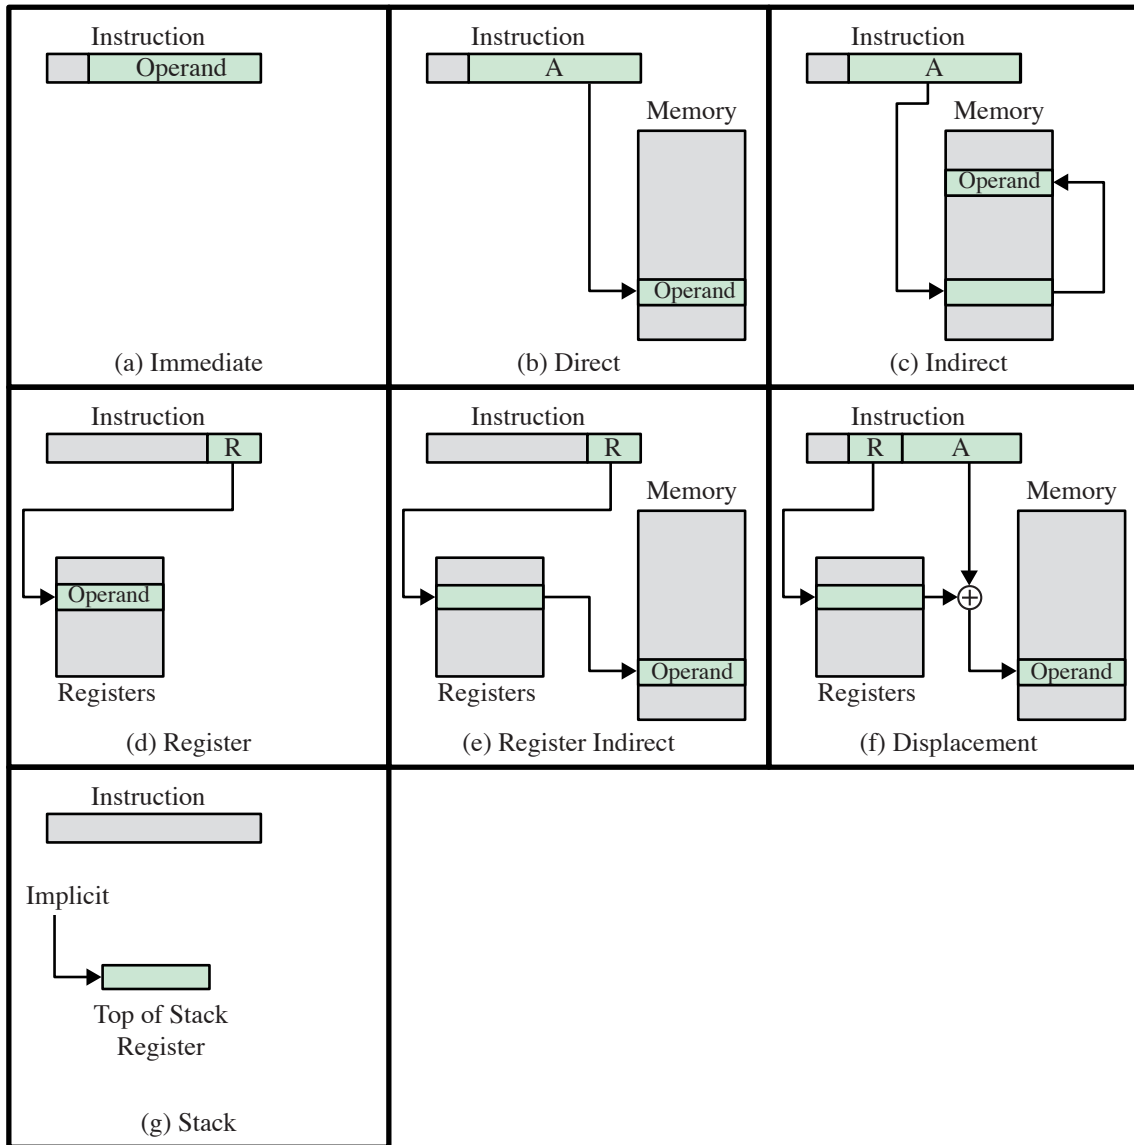 Instruction
Operand
(a) Immediate
Instruction
A
Memory
Operand
(b) Direct
Instruction
A
Memory
Operand
(c) Indirect
Instruction
R
Operand
Registers
(d) Register
Instruction
R
Memory
Operand
Registers
(e) Register Indirect
Instruction
R A
Memory
Operand
Registers
(f) Displacement
Instruction
Implicit
Top of Stack
Register
(g) Stack